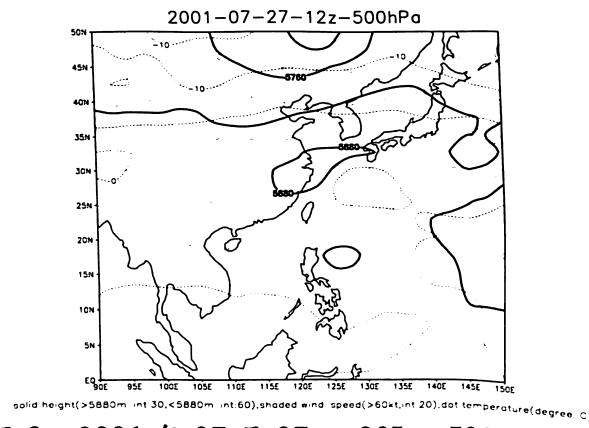 2001-07-27-12z-500hPa
50N
45N
40N
35N
30N
25N
20N
15N
10N
5N
EQ
-10
-10
-10
5760
5880
5880
0
90E 95E 100E 105E 110E 115E 120E 125E 130E 135E 140E 145E 150E
solid height(>5880m int 30,<5880m int:60),shaded wind speed(>60kt,int 20),dot temperature(degree C